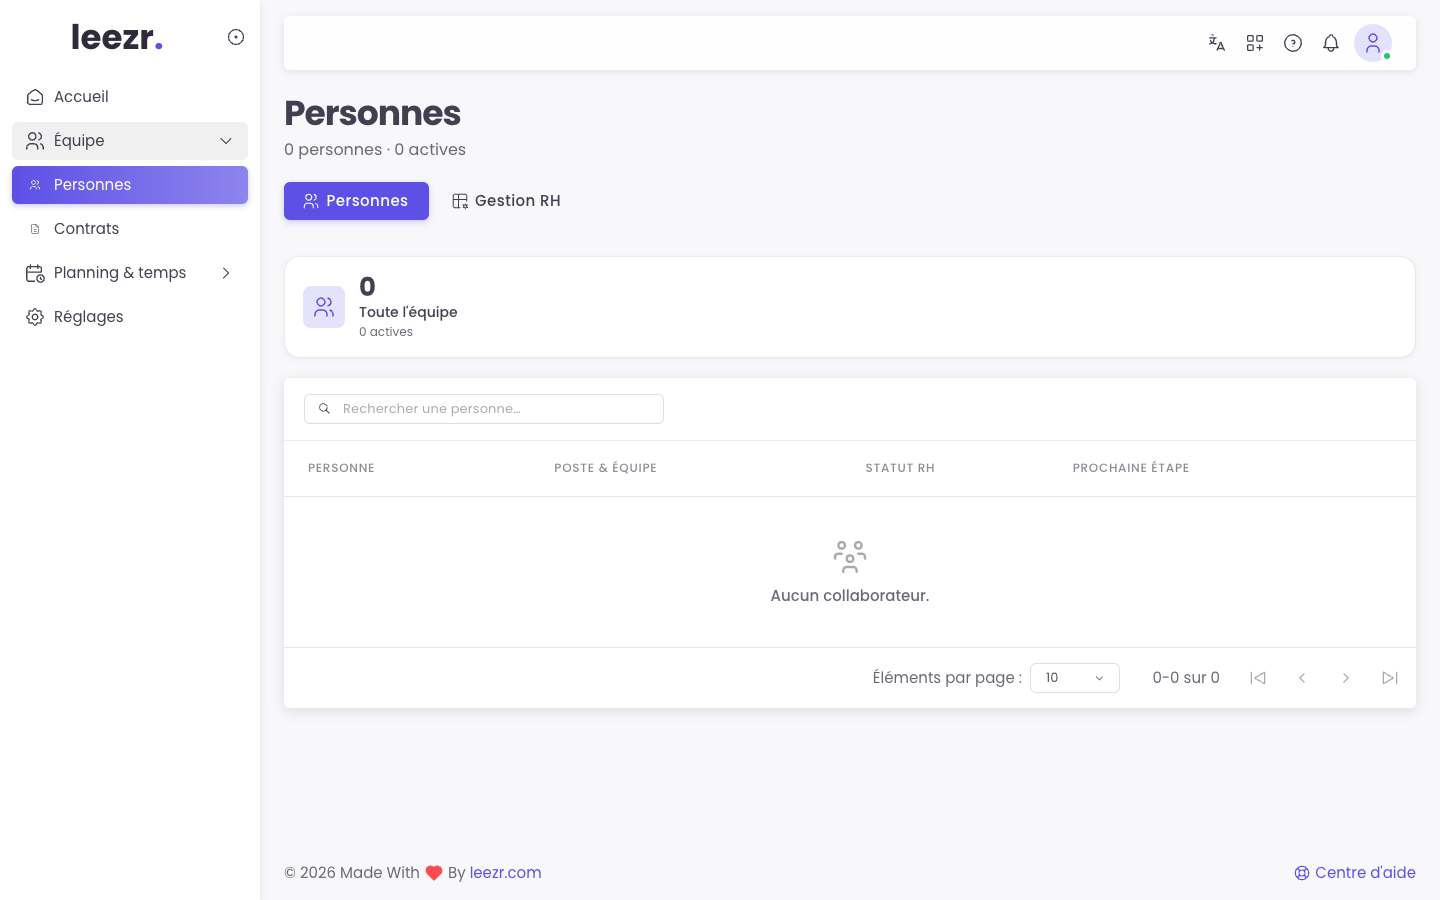 leezr.
Accueil
Équipe
Personnes
Contrats
Planning & temps
Réglages
Personnes
0 personnes · 0 actives
Personnes
Gestion RH
0
Toute l'équipe
0 actives
Rechercher une personne...
PERSONNE
POSTE & ÉQUIPE
STATUT RH
PROCHAINE ÉTAPE
Aucun collaborateur.
Éléments par page :
10
0-0 sur 0
© 2026 Made With By leezr.com
Centre d'aide